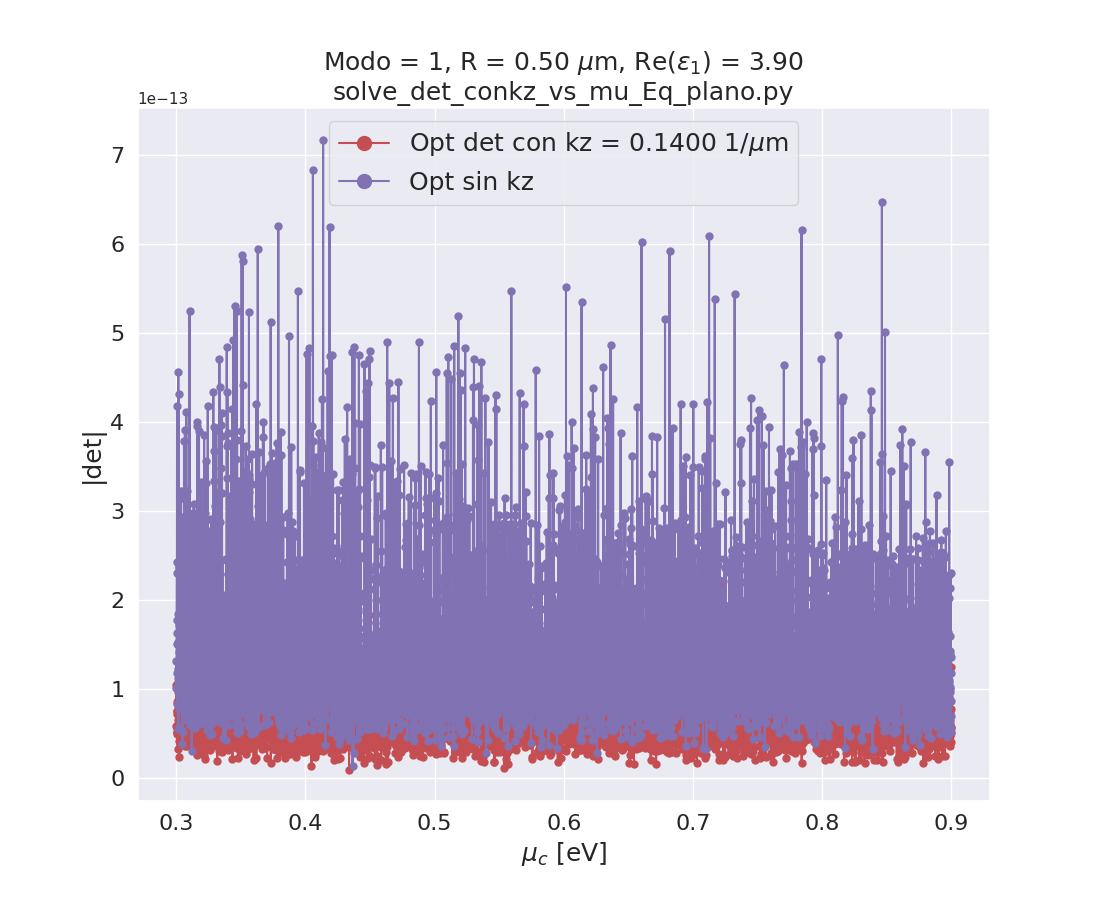 Modo = 1, R = 0.50 μm, Re(ε₁) = 3.90
solve_det_conkz_vs_mu_Eq_plano.py
1e−13
Opt det con kz = 0.1400 1/μm
Opt sin kz
7
6
5
4
3
2
1
0
|det|
0.3 0.4 0.5 0.6 0.7 0.8 0.9
μ_c [eV]